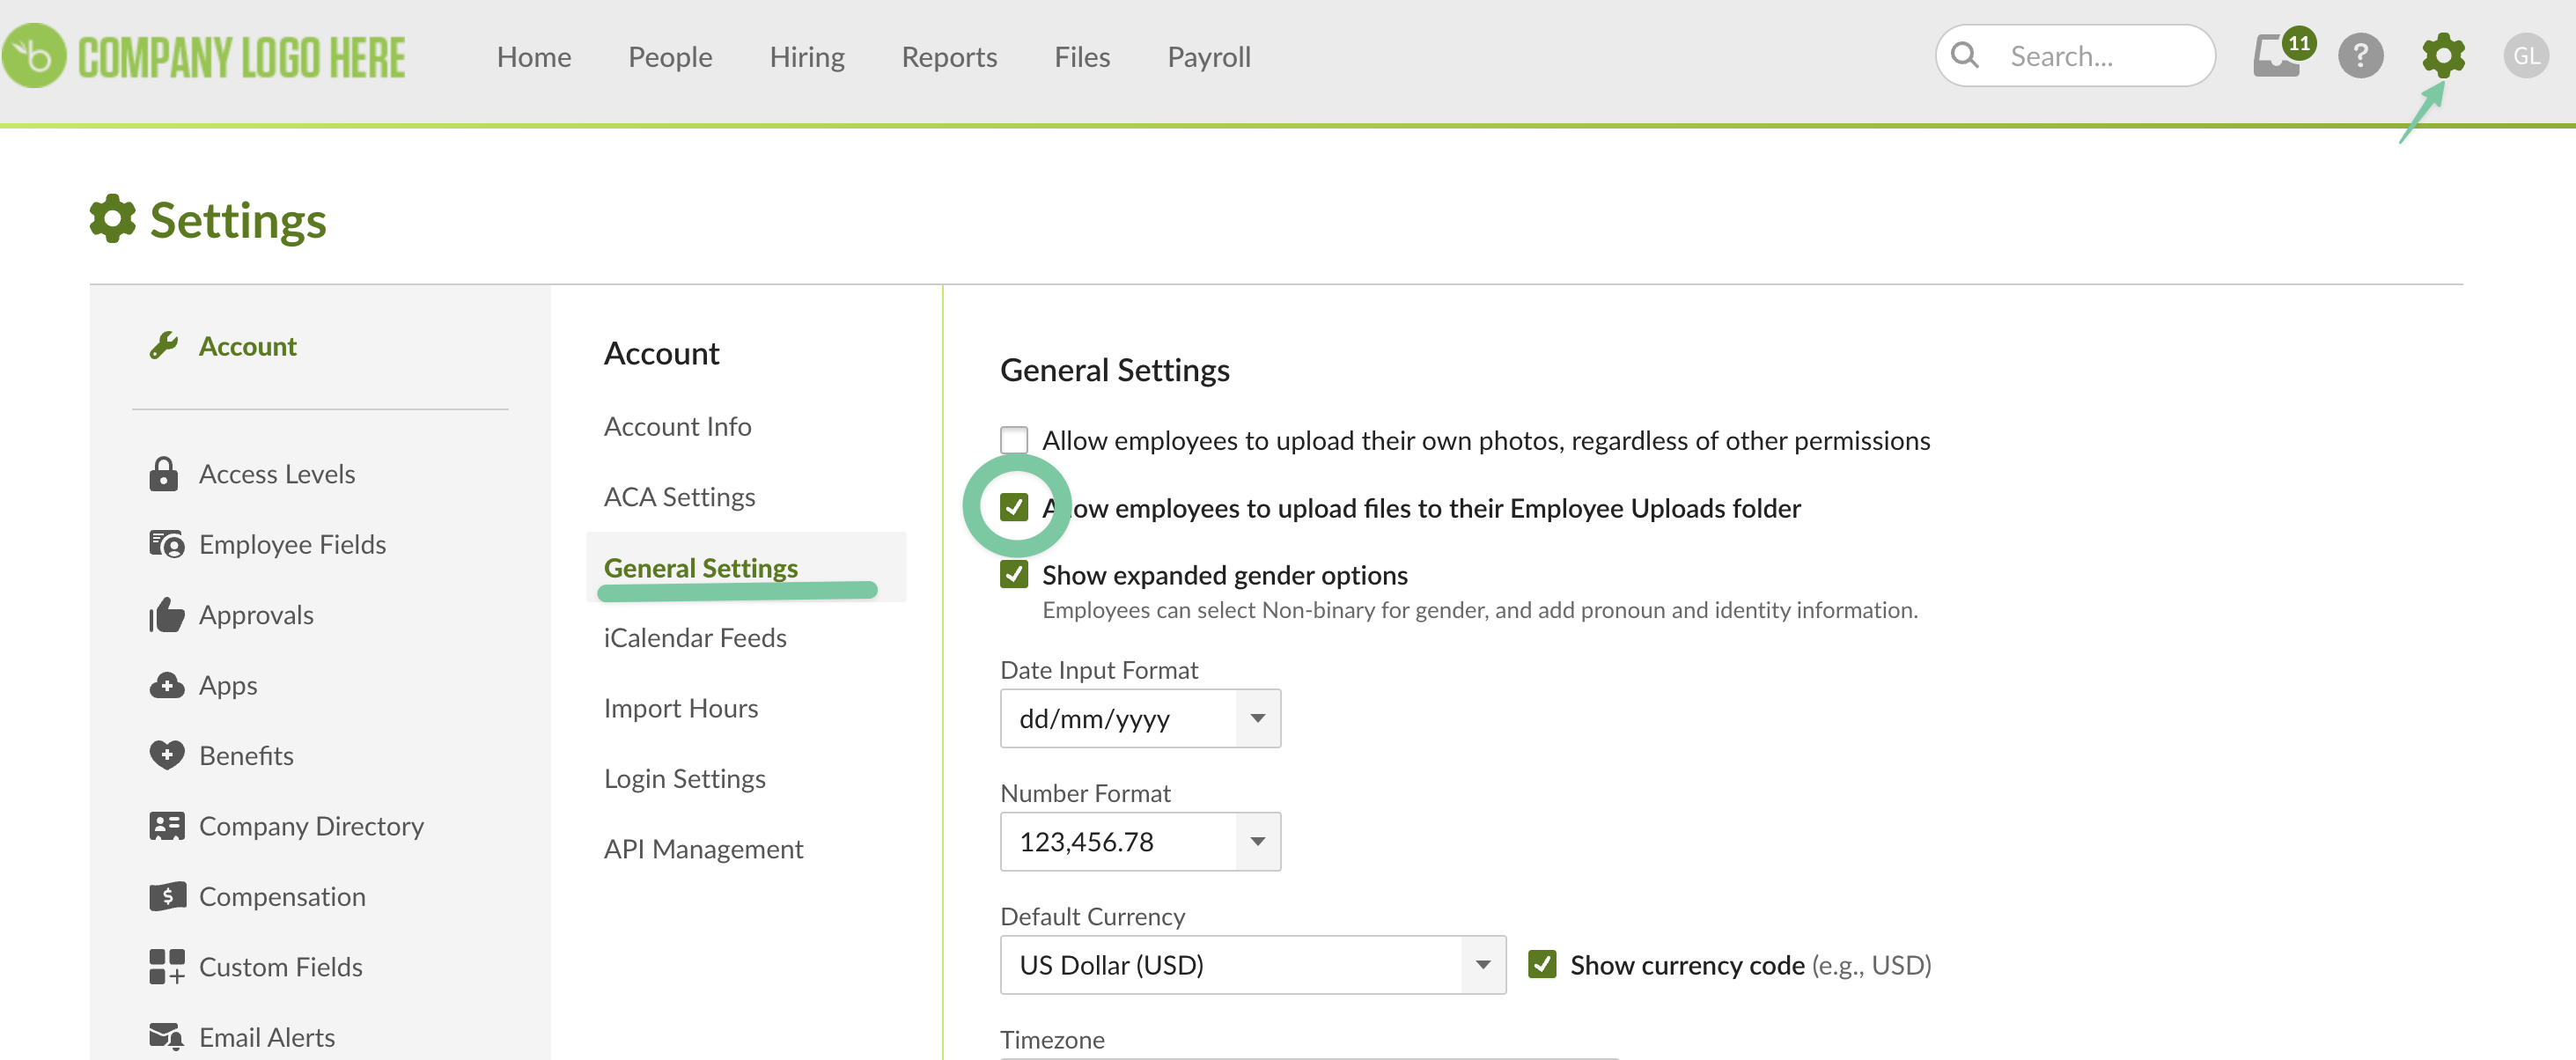 COMPANY LOGO HERE
Home People Hiring Reports Files Payroll
Search... 11 ? GL
Settings
Account
Access Levels
Employee Fields
Approvals
Apps
Benefits
Company Directory
Compensation
Custom Fields
Email Alerts
Account
Account Info
ACA Settings
General Settings
iCalendar Feeds
Import Hours
Login Settings
API Management
General Settings
Allow employees to upload their own photos, regardless of other permissions
Allow employees to upload files to their Employee Uploads folder
Show expanded gender options
Employees can select Non-binary for gender, and add pronoun and identity information.
Date Input Format
dd/mm/yyyy
Number Format
123,456.78
Default Currency
US Dollar (USD) Show currency code (e.g., USD)
Timezone